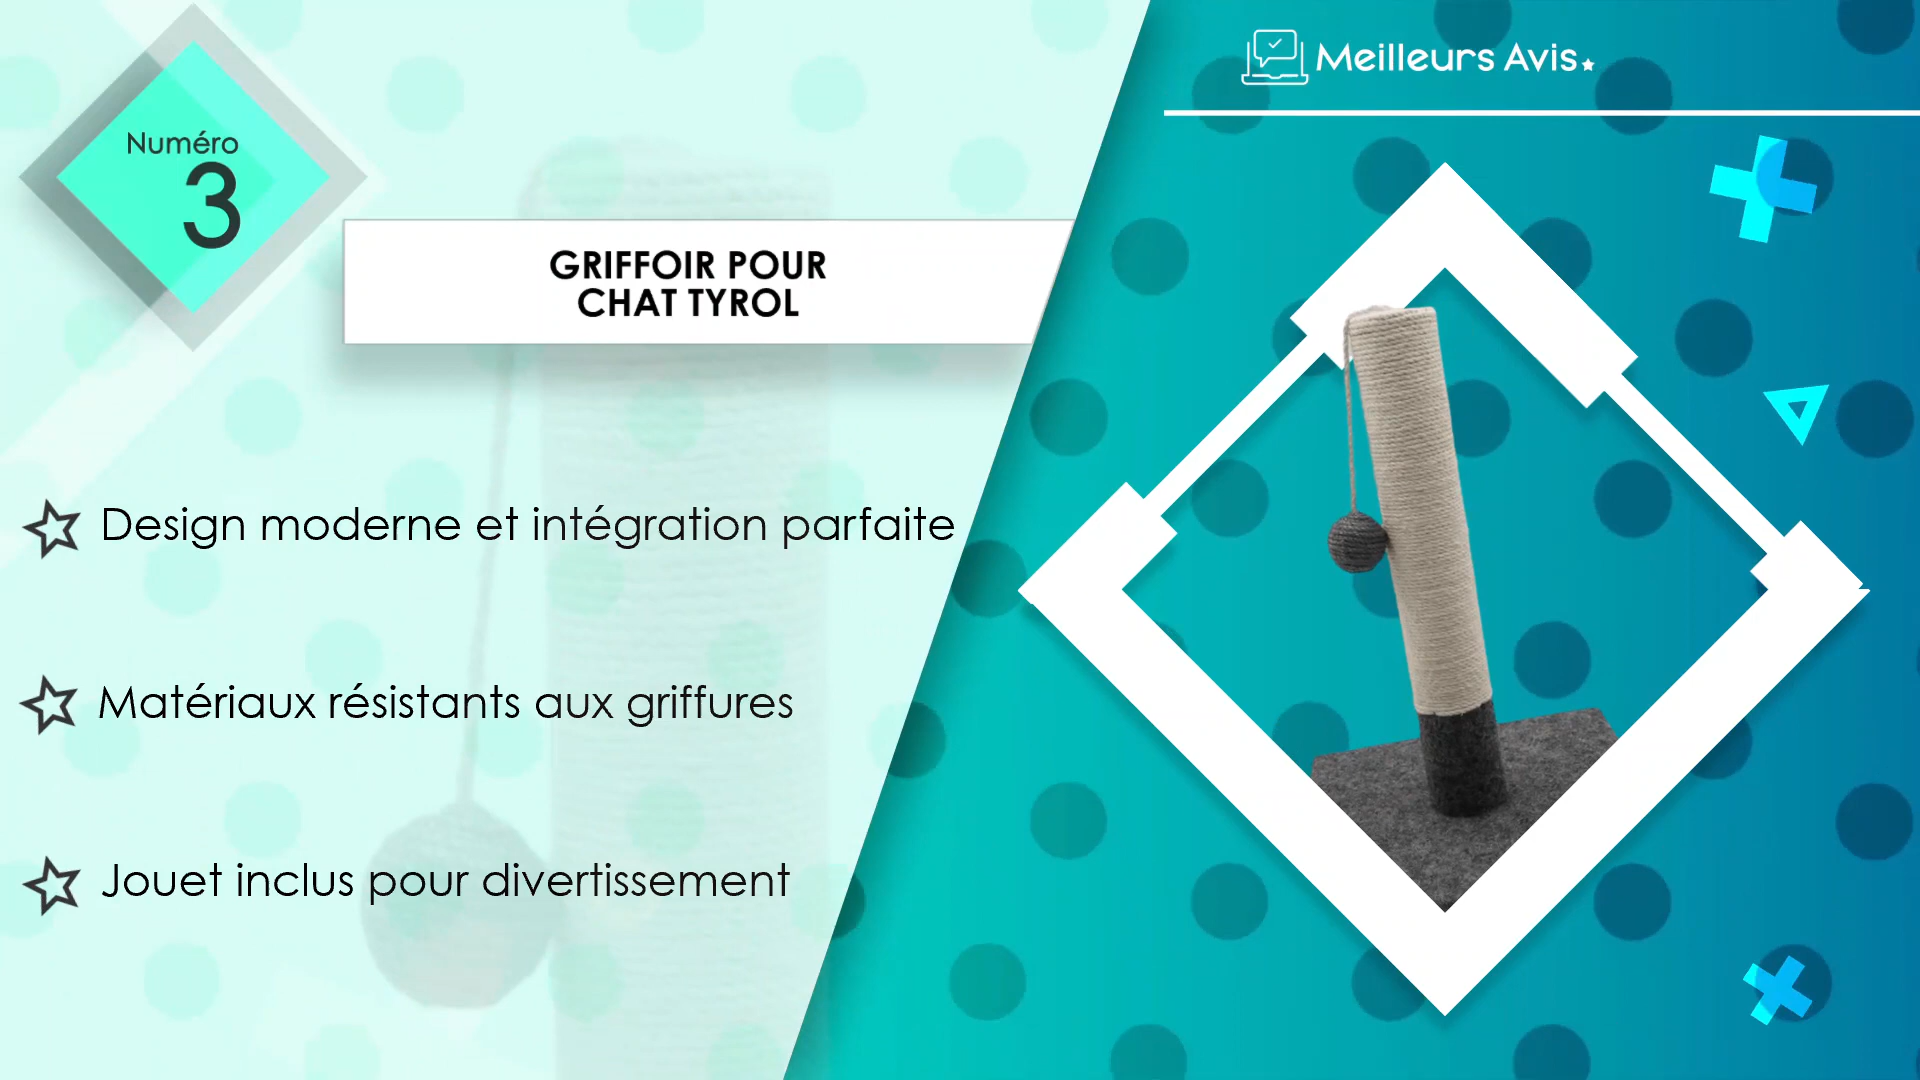 Numéro
3
Meilleurs Avis
GRIFFOIR POUR
CHAT TYROL
Design moderne et intégration parfaite
Matériaux résistants aux griffures
Jouet inclus pour divertissement